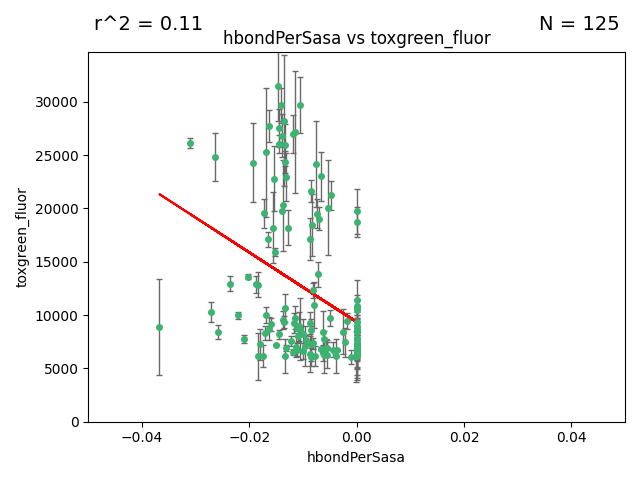 r^2 = 0.11
N = 125
hbondPerSasa vs toxgreen_fluor
30000
25000
20000
15000
10000
5000
0
toxgreen_fluor
−0.04
−0.02
0.00
0.02
0.04
hbondPerSasa